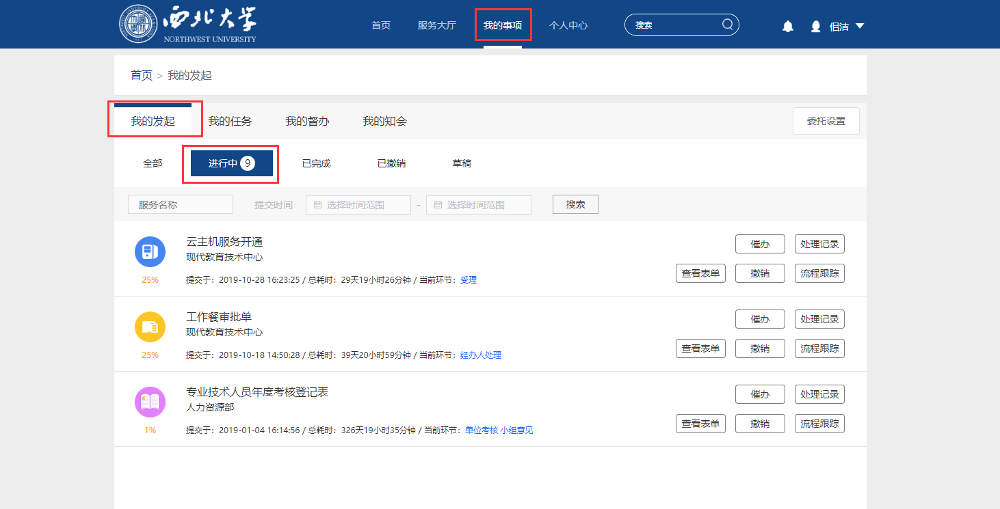 西北大学
NORTHWEST UNIVERSITY
首页 服务大厅 我的事项 个人中心 搜索 但洁
首页 > 我的发起
我的发起 我的任务 我的督办 我的知会 委托设置
全部 进行中 9 已完成 已撤销 草稿
服务名称 提交时间 选择时间范围 - 选择时间范围 搜索
云主机服务开通 催办 处理记录
现代教育技术中心
25% 提交于：2019-10-28 16:23:25 / 总耗时：29天19小时26分钟 / 当前环节：受理 查看表单 撤销 流程跟踪
工作餐审批单 催办 处理记录
现代教育技术中心
25% 提交于：2019-10-18 14:50:28 / 总耗时：39天20小时59分钟 / 当前环节：经办人处理 查看表单 撤销 流程跟踪
专业技术人员年度考核登记表 催办 处理记录
人力资源部
1% 提交于：2019-01-04 16:14:56 / 总耗时：326天19小时35分钟 / 当前环节：单位考核 小组意见 查看表单 撤销 流程跟踪